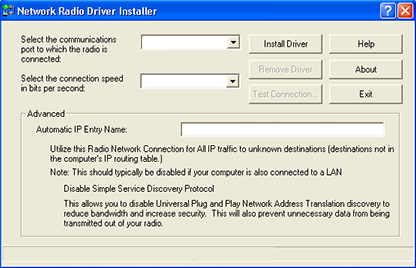 Network Radio Driver Installer
Select the communications
port to which the radio is
connected:
Install Driver
Help
Remove Driver
About
Select the connection speed
in bits per second:
Test Connection...
Exit
Advanced
Automatic IP Entry Name:
Utilize this Radio Network Connection for All IP traffic to unknown destinations (destinations not
in the computer's IP routing table.)
Note: This should typically be disabled if your computer is also connected to a LAN
Disable Simple Service Discovery Protocol
This allows you to disable Universal Plug and Play Network Address Translation discovery to
reduce bandwidth and increase security. This will also prevent unnecessary data from being
transmitted out of your radio.